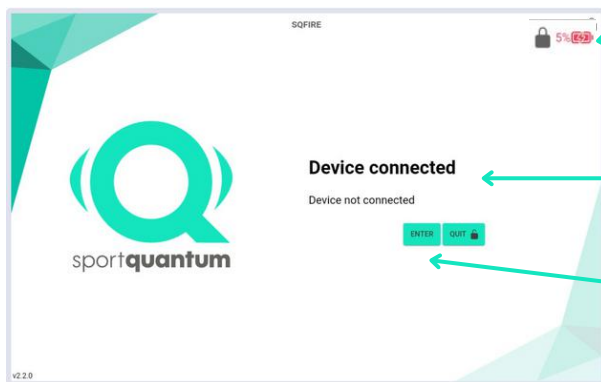 SQFIRE
5%
Device connected
Device not connected
ENTER QUIT
sportquantum
v2.2.0